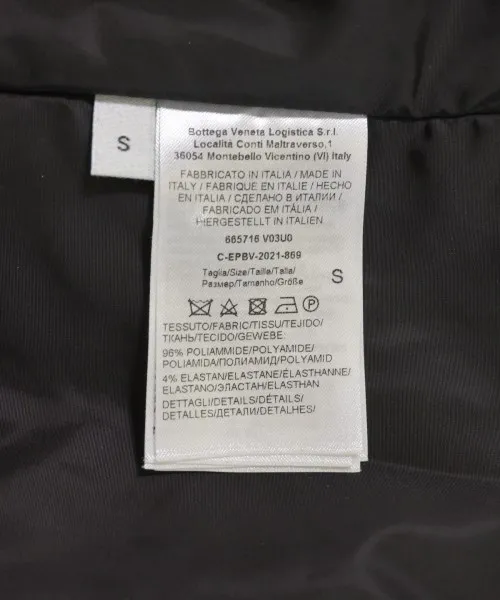 S
Bottega Veneta Logistica S.r.l.
Località Conti Maltraverso,1
36054 Montebello Vicentino (VI) Italy
FABBRICATO IN ITALIA / MADE IN
ITALY / FABRIQUE EN ITALIE / HECHO
EN ITALIA / СДЕЛАНО В ИТАЛИИ /
FABRICADO EM ITÁLIA /
HIERGESTELLT IN ITALIEN
665716 V03U0
C-EPBV-2021-869
Taglia/Size/Taille/Talla/
Размер/Tamanho/Größe
S
P
TESSUTO/FABRIC/TISSU/TEJIDO/
ТКАНЬ/TECIDO/GEWEBE:
96% POLIAMMIDE/POLYAMIDE/
POLIAMIDA/ПОЛИАМИД/POLYAMID
4% ELASTAN/ELASTANE/ÉLASTHANNE/
ELASTANO/ЭЛАСТАН/ELASTHAN
DETTAGLI/DETAILS/DÉTAILS/
DETALLES/ДЕТАЛИ/DETALHES/